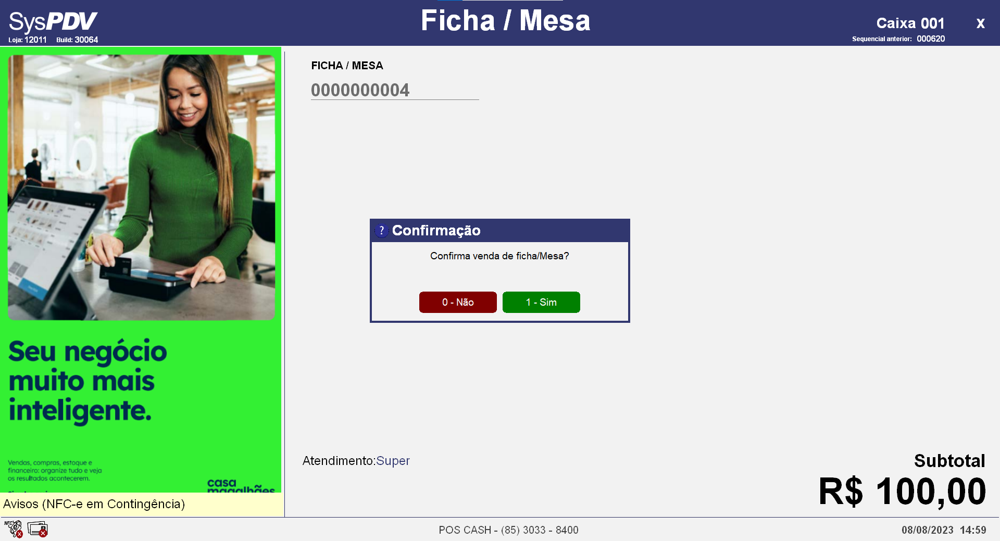 SysPDV
Loja: 12011 Build: 30064
Ficha / Mesa
Caixa 001
X
Sequencial anterior: 000620
FICHA / MESA
0000000004
? Confirmação
Confirma venda de ficha/Mesa?
0 - Não
1 - Sim
Seu negócio
muito mais
inteligente.
Vendas, compras, estoque e
financeiro: organize tudo e veja
os resultados acontecerem.
casa
magalhães
Avisos (NFC-e em Contingência)
Atendimento:Super
Subtotal
R$ 100,00
POS CASH - (85) 3033 - 8400
08/08/2023 14:59